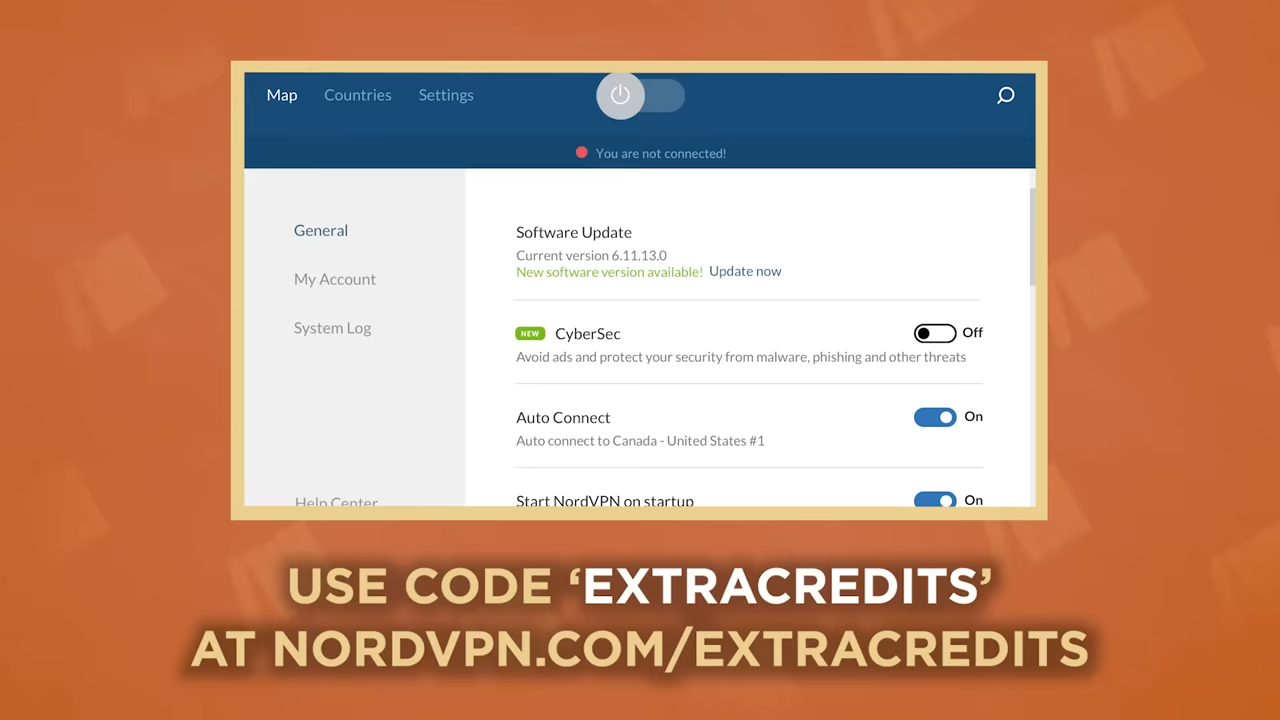 Map Countries Settings
You are not connected!
General
My Account
System Log
Help Center
Software Update
Current version 6.11.13.0
New software version available! Update now
NEW CyberSec Off
Avoid ads and protect your security from malware, phishing and other threats
Auto Connect On
Auto connect to Canada - United States #1
Start NordVPN on startup On
USE CODE ‘EXTRACREDITS’
AT NORDVPN.COM/EXTRACREDITS